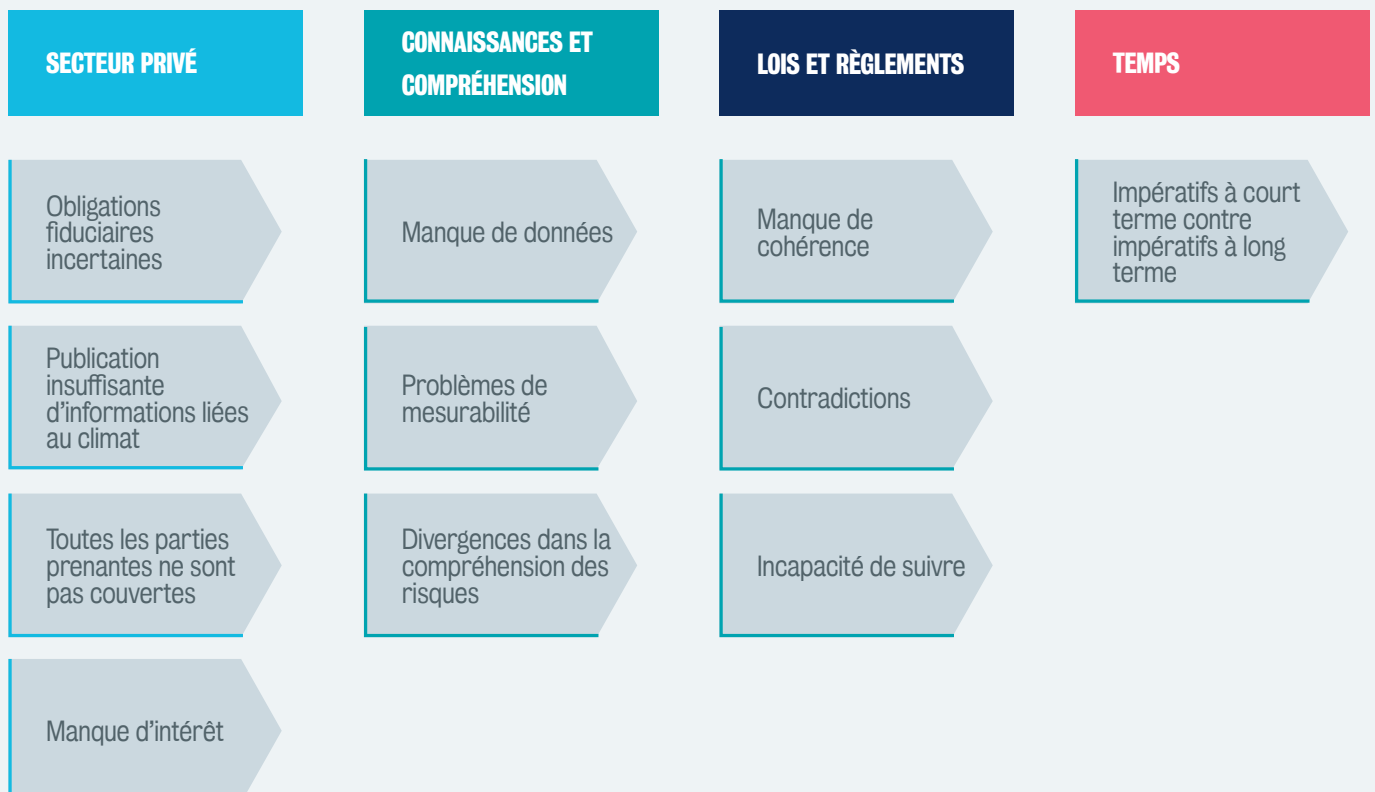 SECTEUR PRIVÉ
Obligations
fiduciaires
incertaines
Publication
insuffisante
d'informations liées
au climat
Toutes les parties
prenantes ne sont
pas couvertes
Manque d'intérêt
CONNAISSANCES ET
COMPRÉHENSION
Manque de données
Problèmes de
mesurabilité
Divergences dans la
compréhension des
risques
LOIS ET RÈGLEMENTS
Manque de
cohérence
Contradictions
Incapacité de suivre
TEMPS
Impératifs à court
terme contre
impératifs à long
terme